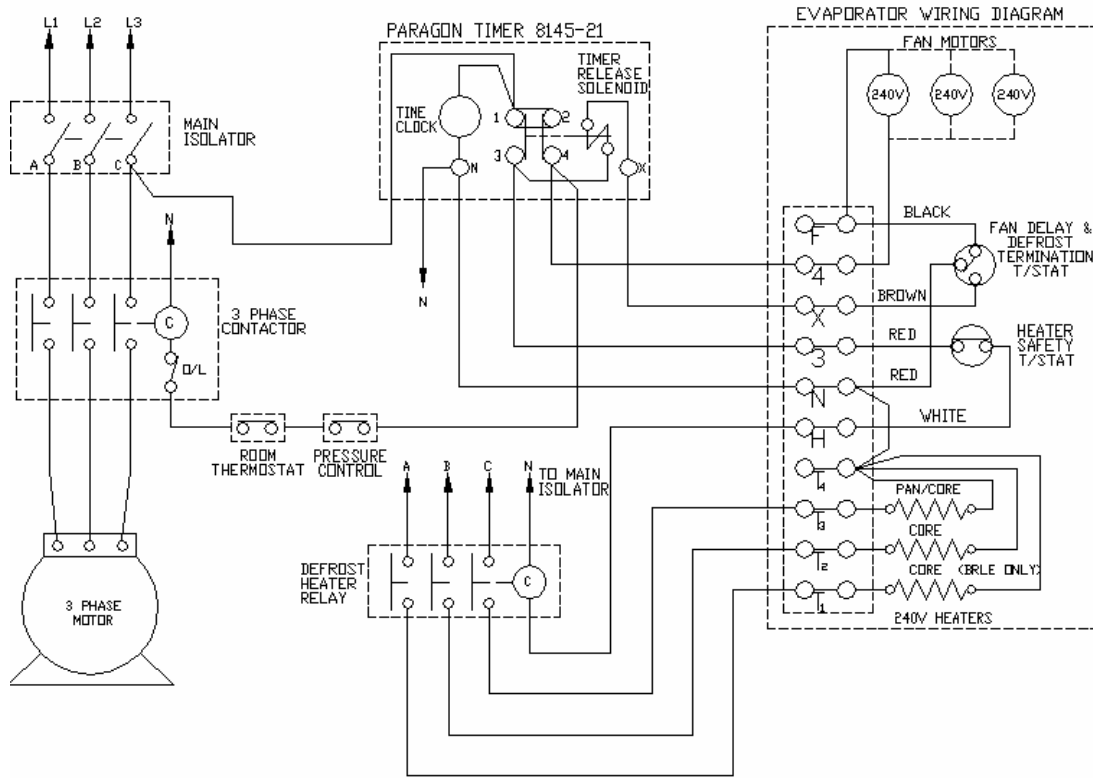 EVAPORATOR WIRING DIAGRAM
L1 L2 L3
PARAGON TIMER 8145-21
FAN MOTORS
TIMER
RELEASE
SOLENOID
240V 240V 240V
TIME
CLOCK
1 2
MAIN
ISOLATOR
A B C
3 4
N X
BLACK
F
FAN DELAY &
DEFROST
TERMINATION
T/STAT
N
4
N
BROWN
X
3 PHASE
CONTACTOR
C
RED
HEATER
SAFETY
T/STAT
3
O/L
RED
N
WHITE
H
ROOM
THERMOSTAT
PRESSURE
CONTROL
A B C N
TO MAIN
ISOLATOR
T4
PAN/CORE
T3
CORE
T2
DEFROST
HEATER
RELAY
C
CORE (BRLE ONLY)
T1
240V HEATERS
3 PHASE
MOTOR